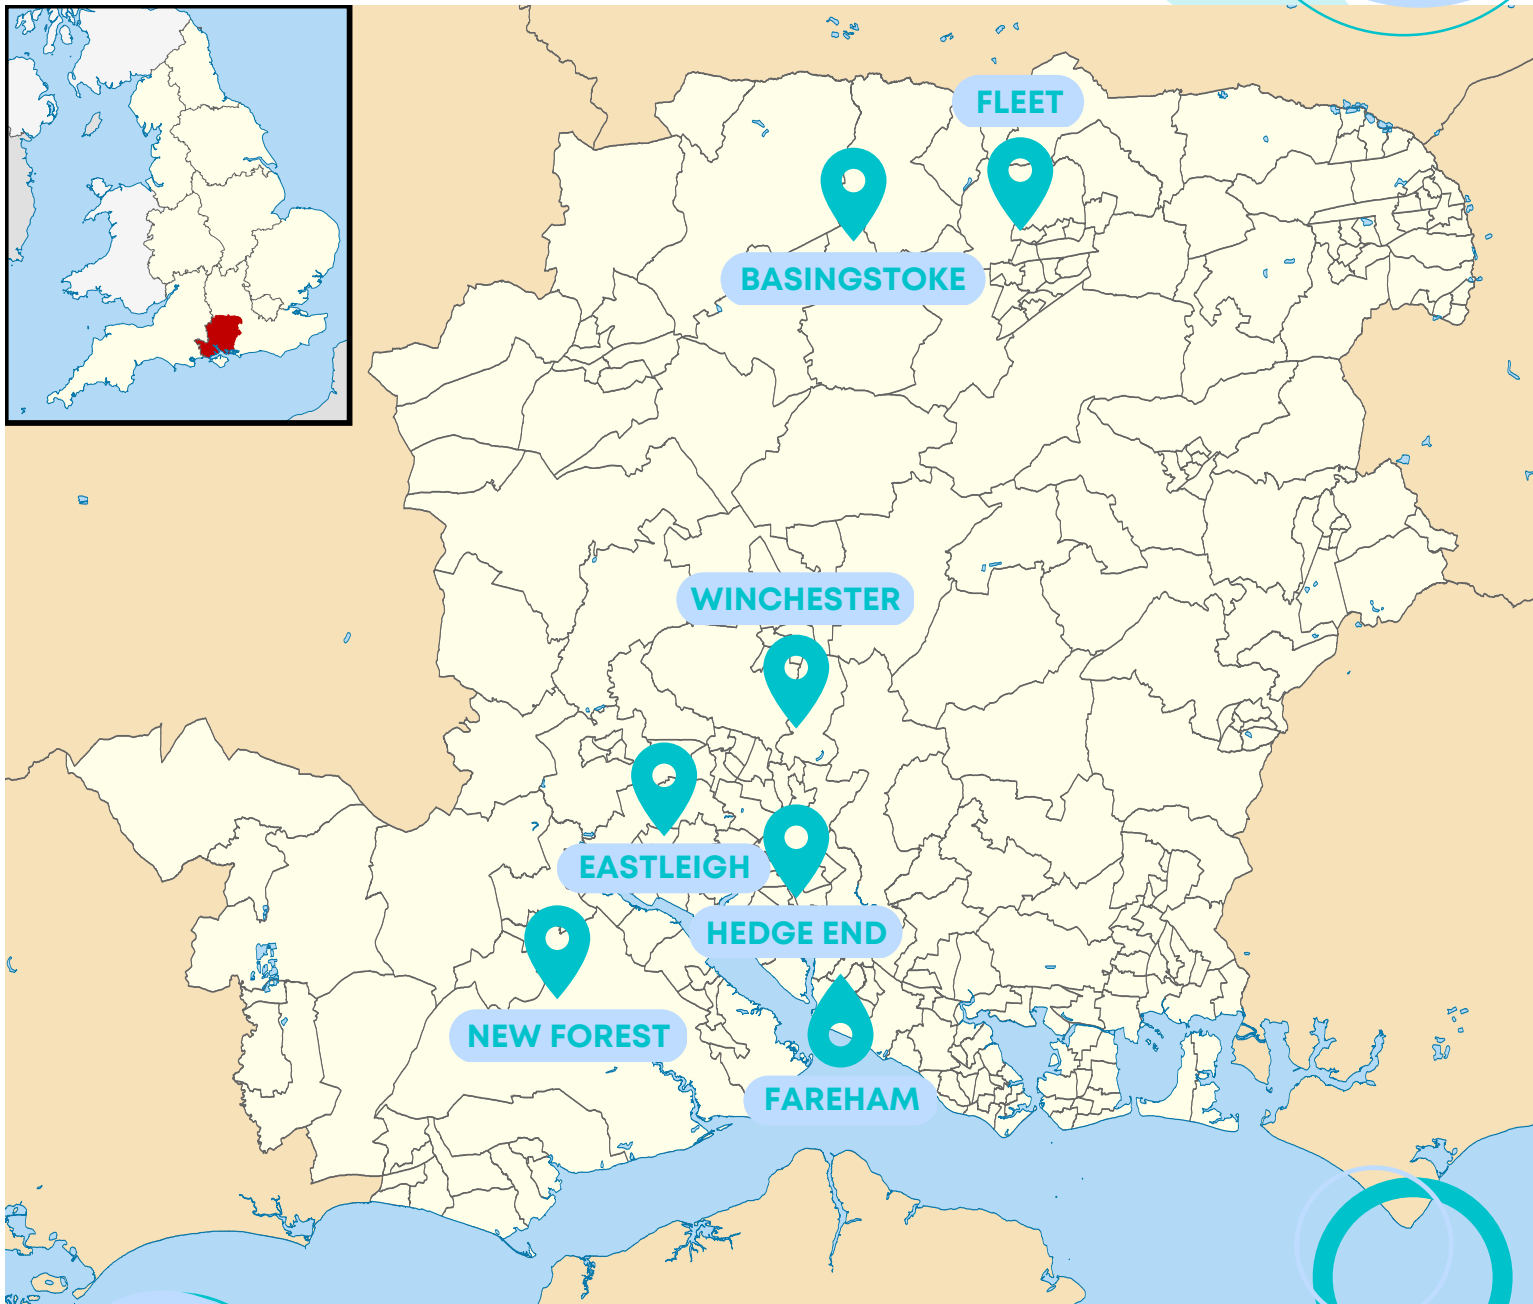 FLEET
BASINGSTOKE
WINCHESTER
EASTLEIGH
HEDGE END
NEW FOREST
FAREHAM